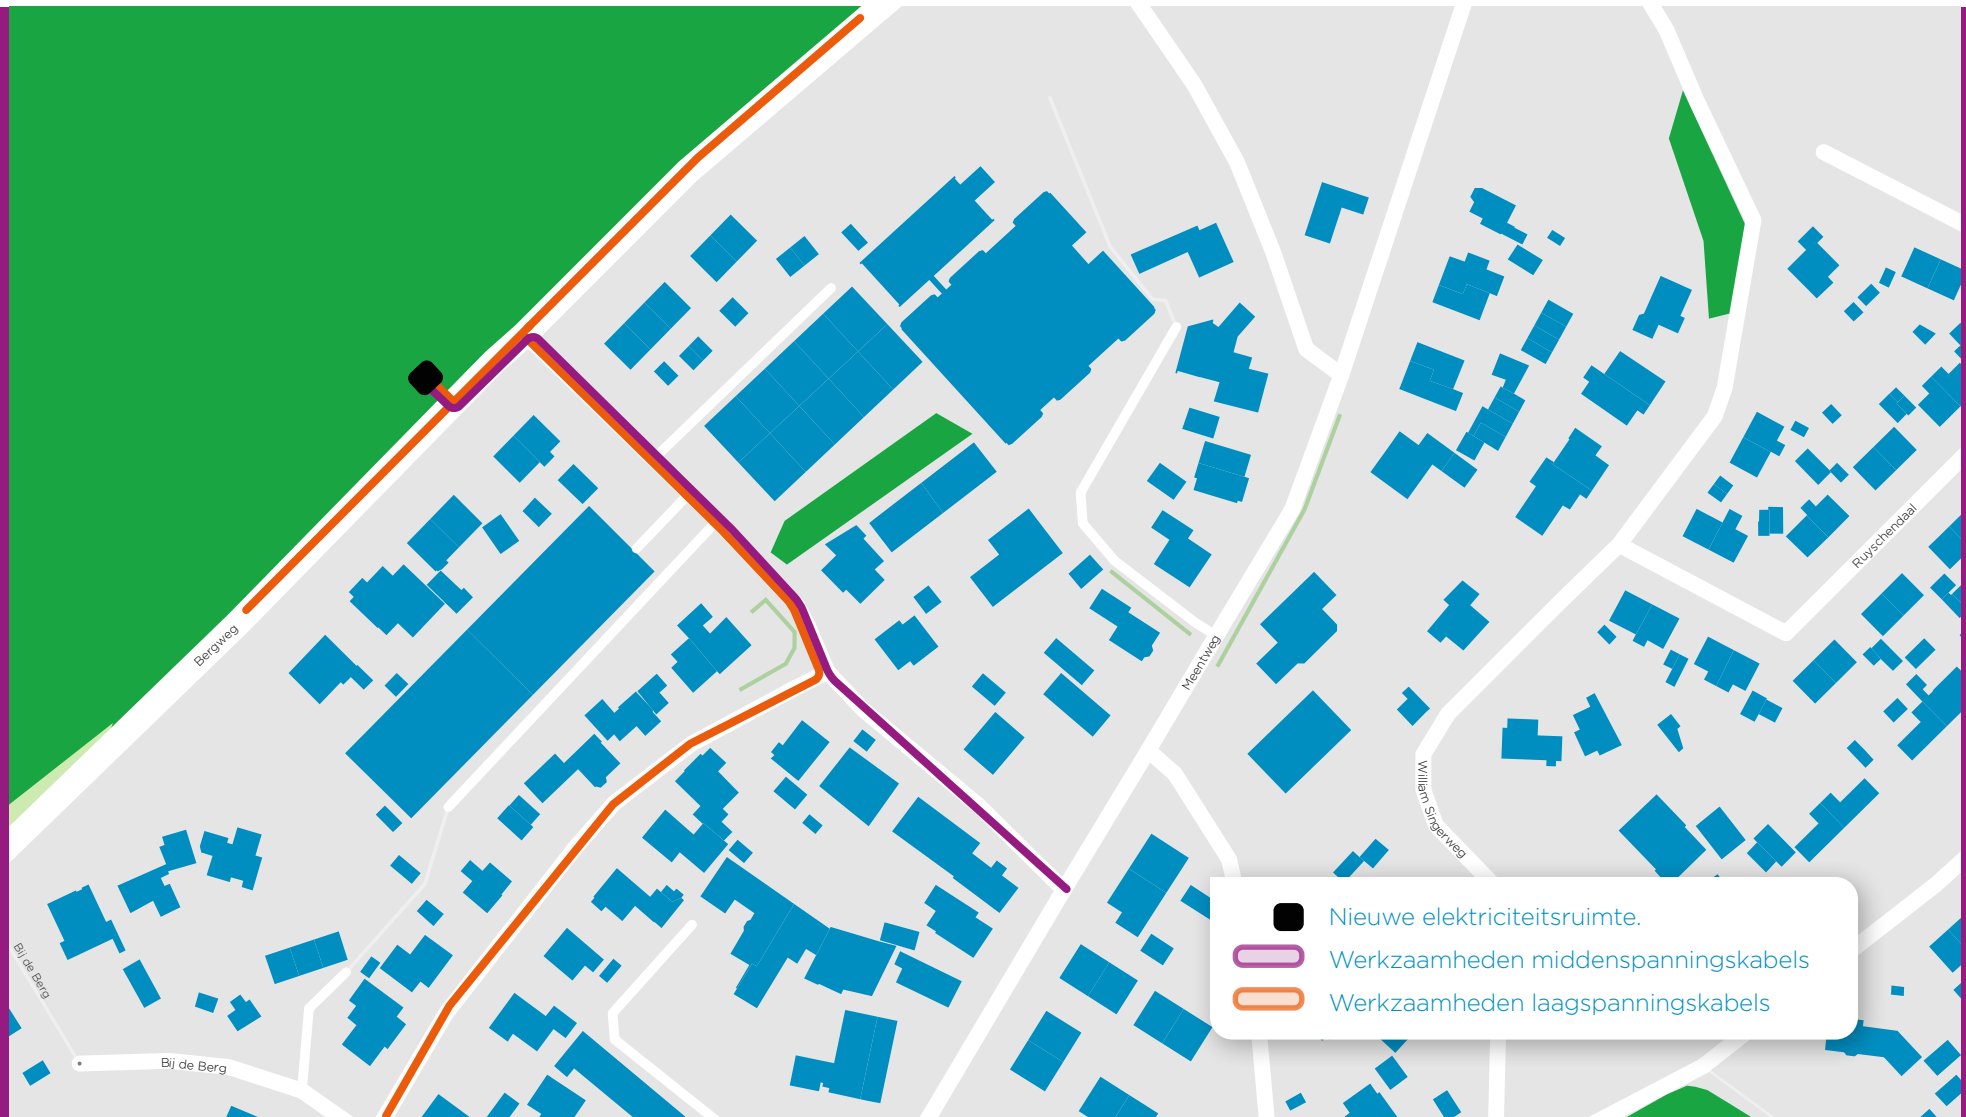 Ruyschendaal
Bergweg
Meentweg
William Singerweg
Nieuwe elektriciteitsruimte.
Werkzaamheden middenspanningskabels
Werkzaamheden laagspanningskabels
Bij de Berg
Bij de Berg